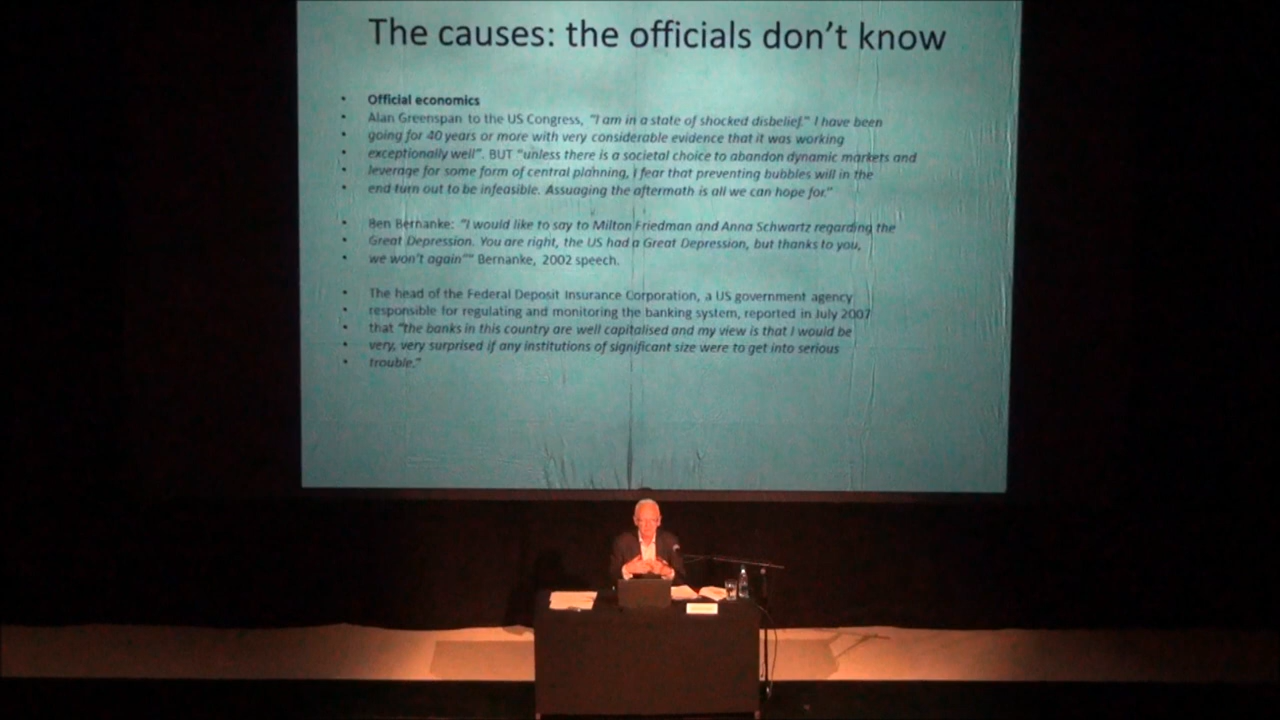 The causes: the officials don't know
• Official economics
• Alan Greenspan to the US Congress, "I am in a state of shocked disbelief." I have been
• going for 40 years or more with very considerable evidence that it was working
• exceptionally well". BUT "unless there is a societal choice to abandon dynamic markets and
• leverage for some form of central planning, I fear that preventing bubbles will in the
• end turn out to be infeasible. Assuaging the aftermath is all we can hope for."
• Ben Bernanke: "I would like to say to Milton Friedman and Anna Schwartz regarding the
• Great Depression. You are right, the US had a Great Depression, but thanks to you,
• we won't again"" Bernanke, 2002 speech.
• The head of the Federal Deposit Insurance Corporation, a US government agency
• responsible for regulating and monitoring the banking system, reported in July 2007
• that "the banks in this country are well capitalised and my view is that I would be
• very, very surprised if any institutions of significant size were to get into serious
• trouble."